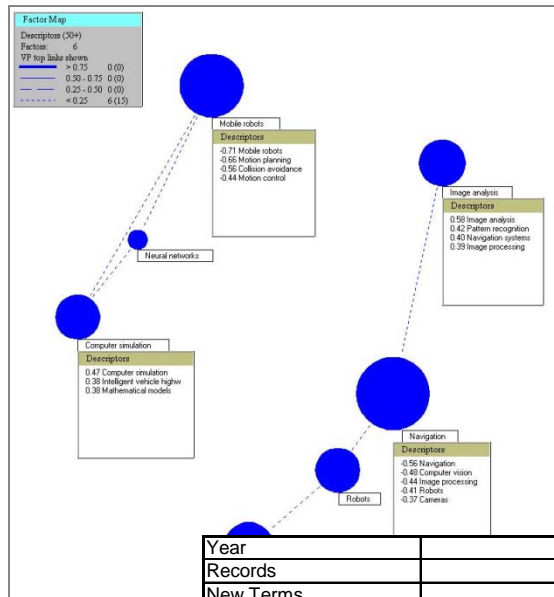 Factor Map
Descriptors (50+)
Factors: 6
VP top links shown
> 0.75 0 (0)
0.50 - 0.75 0 (0)
0.25 - 0.50 0 (0)
< 0.25 6 (15)
Mobile robots
Descriptors
-0.71 Mobile robots
-0.66 Motion planning
-0.56 Collision avoidance
-0.44 Motion control
Image analysis
Descriptors
0.58 Image analysis
0.42 Pattern recognition
0.40 Navigation systems
0.39 Image processing
Neural networks
Computer simulation
Descriptors
0.47 Computer simulation
0.38 Intelligent vehicle highw
0.38 Mathematical models
Navigation
Descriptors
-0.56 Navigation
-0.48 Computer vision
-0.44 Image processing
-0.41 Robots
-0.37 Cameras
Robots
Year
Records
New Terms